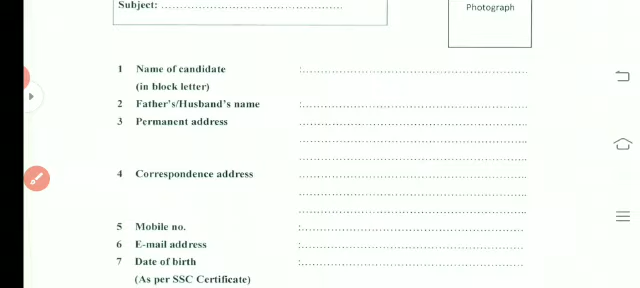 Subject: ........................................................
Photograph
1 Name of candidate :........................................................
(in block letter)
2 Father's/Husband's name :........................................................
3 Permanent address ........................................................
........................................................
........................................................
4 Correspondence address ........................................................
........................................................
........................................................
5 Mobile no. :........................................................
6 E-mail address :........................................................
7 Date of birth :........................................................
(As per SSC Certificate)